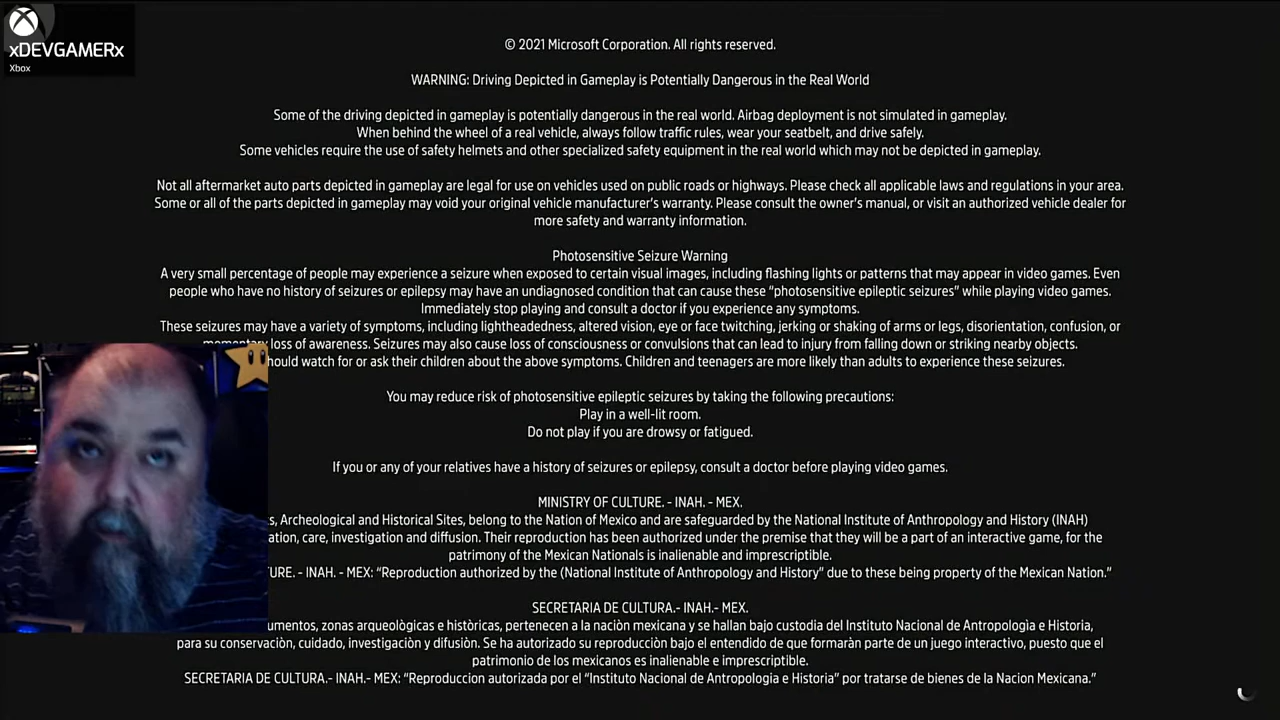 xDEVGAMERx
Xbox
© 2021 Microsoft Corporation. All rights reserved.
WARNING: Driving Depicted in Gameplay is Potentially Dangerous in the Real World
Some of the driving depicted in gameplay is potentially dangerous in the real world. Airbag deployment is not simulated in gameplay.
When behind the wheel of a real vehicle, always follow traffic rules, wear your seatbelt, and drive safely.
Some vehicles require the use of safety helmets and other specialized safety equipment in the real world which may not be depicted in gameplay.
Not all aftermarket auto parts depicted in gameplay are legal for use on vehicles used on public roads or highways. Please check all applicable laws and regulations in your area.
Some or all of the parts depicted in gameplay may void your original vehicle manufacturer's warranty. Please consult the owner's manual, or visit an authorized vehicle dealer for
more safety and warranty information.
Photosensitive Seizure Warning
A very small percentage of people may experience a seizure when exposed to certain visual images, including flashing lights or patterns that may appear in video games. Even
people who have no history of seizures or epilepsy may have an undiagnosed condition that can cause these “photosensitive epileptic seizures” while playing video games.
Immediately stop playing and consult a doctor if you experience any symptoms.
These seizures may have a variety of symptoms, including lightheadedness, altered vision, eye or face twitching, jerking or shaking of arms or legs, disorientation, confusion, or
momentary loss of awareness. Seizures may also cause loss of consciousness or convulsions that can lead to injury from falling down or striking nearby objects.
should watch for or ask their children about the above symptoms. Children and teenagers are more likely than adults to experience these seizures.
You may reduce risk of photosensitive epileptic seizures by taking the following precautions:
Play in a well-lit room.
Do not play if you are drowsy or fatigued.
If you or any of your relatives have a history of seizures or epilepsy, consult a doctor before playing video games.
MINISTRY OF CULTURE. - INAH. - MEX.
Archeological and Historical Sites, belong to the Nation of Mexico and are safeguarded by the National Institute of Anthropology and History (INAH)
care, investigation and diffusion. Their reproduction has been authorized under the premise that they will be a part of an interactive game, for the
patrimony of the Mexican Nationals is inalienable and imprescriptible.
- INAH. - MEX: “Reproduction authorized by the (National Institute of Anthropology and History” due to these being property of the Mexican Nation.”
SECRETARIA DE CULTURA.- INAH.- MEX.
zonas arqueològicas e històricas, pertenecen a la naciòn mexicana y se hallan bajo custodia del Instituto Nacional de Antropologìa e Historia,
para su conservaciòn, cuidado, investigaciòn y difusiòn. Se ha autorizado su reproducciòn bajo el entendido de que formaràn parte de un juego interactivo, puesto que el
patrimonio de los mexicanos es inalienable e imprescriptible.
SECRETARIA DE CULTURA.- INAH.- MEX: “Reproduccion autorizada por el “Instituto Nacional de Antropologia e Historia” por tratarse de bienes de la Nacion Mexicana.”